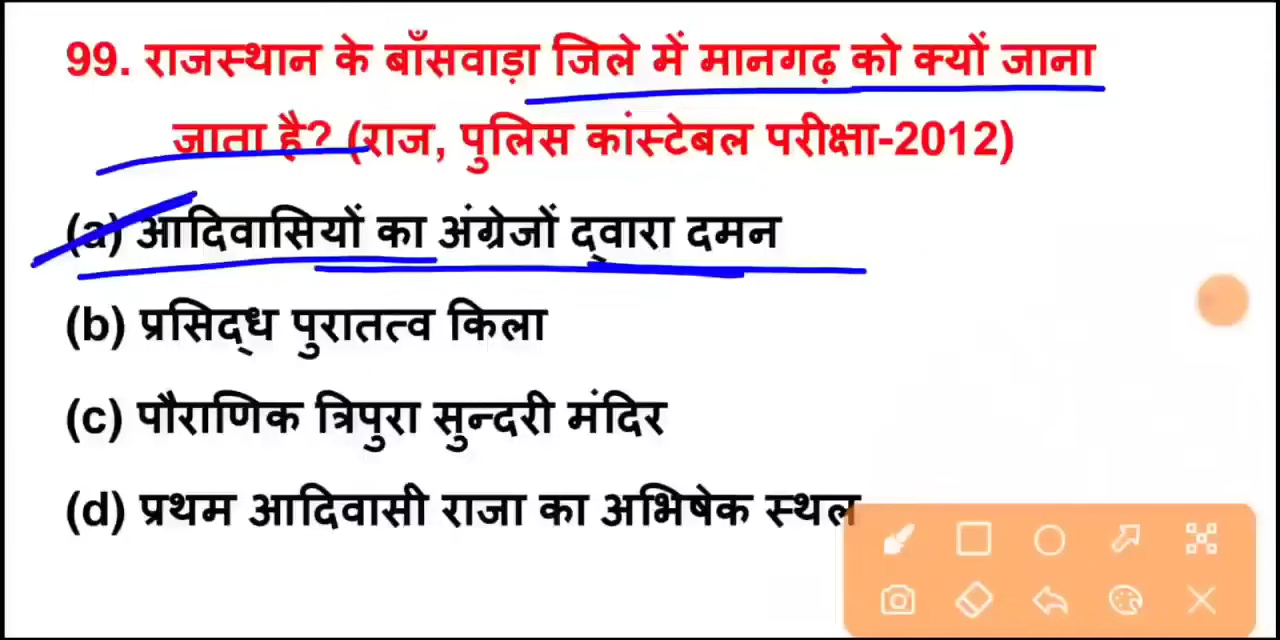 99. राजस्थान के बाँसवाड़ा जिले में मानगढ़ को क्यों जाना
जाता है? (राज, पुलिस कांस्टेबल परीक्षा-2012)
(a) आदिवासियों का अंग्रेजों द्वारा दमन
(b) प्रसिद्ध पुरातत्व किला
(c) पौराणिक त्रिपुरा सुन्दरी मंदिर
(d) प्रथम आदिवासी राजा का अभिषेक स्थल